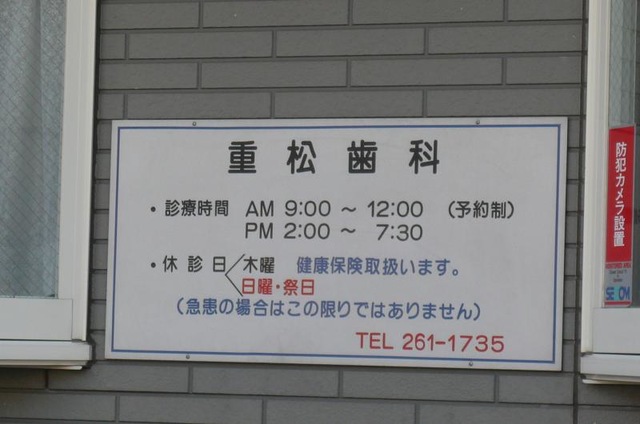 重松歯科
・診療時間 AM 9:00 ～ 12:00 （予約制）
PM 2:00 ～ 7:30
・休診日 木曜 健康保険取扱います。
日曜・祭日
（急患の場合はこの限りではありません）
TEL 261-1735
防犯カメラ設置
SECOM